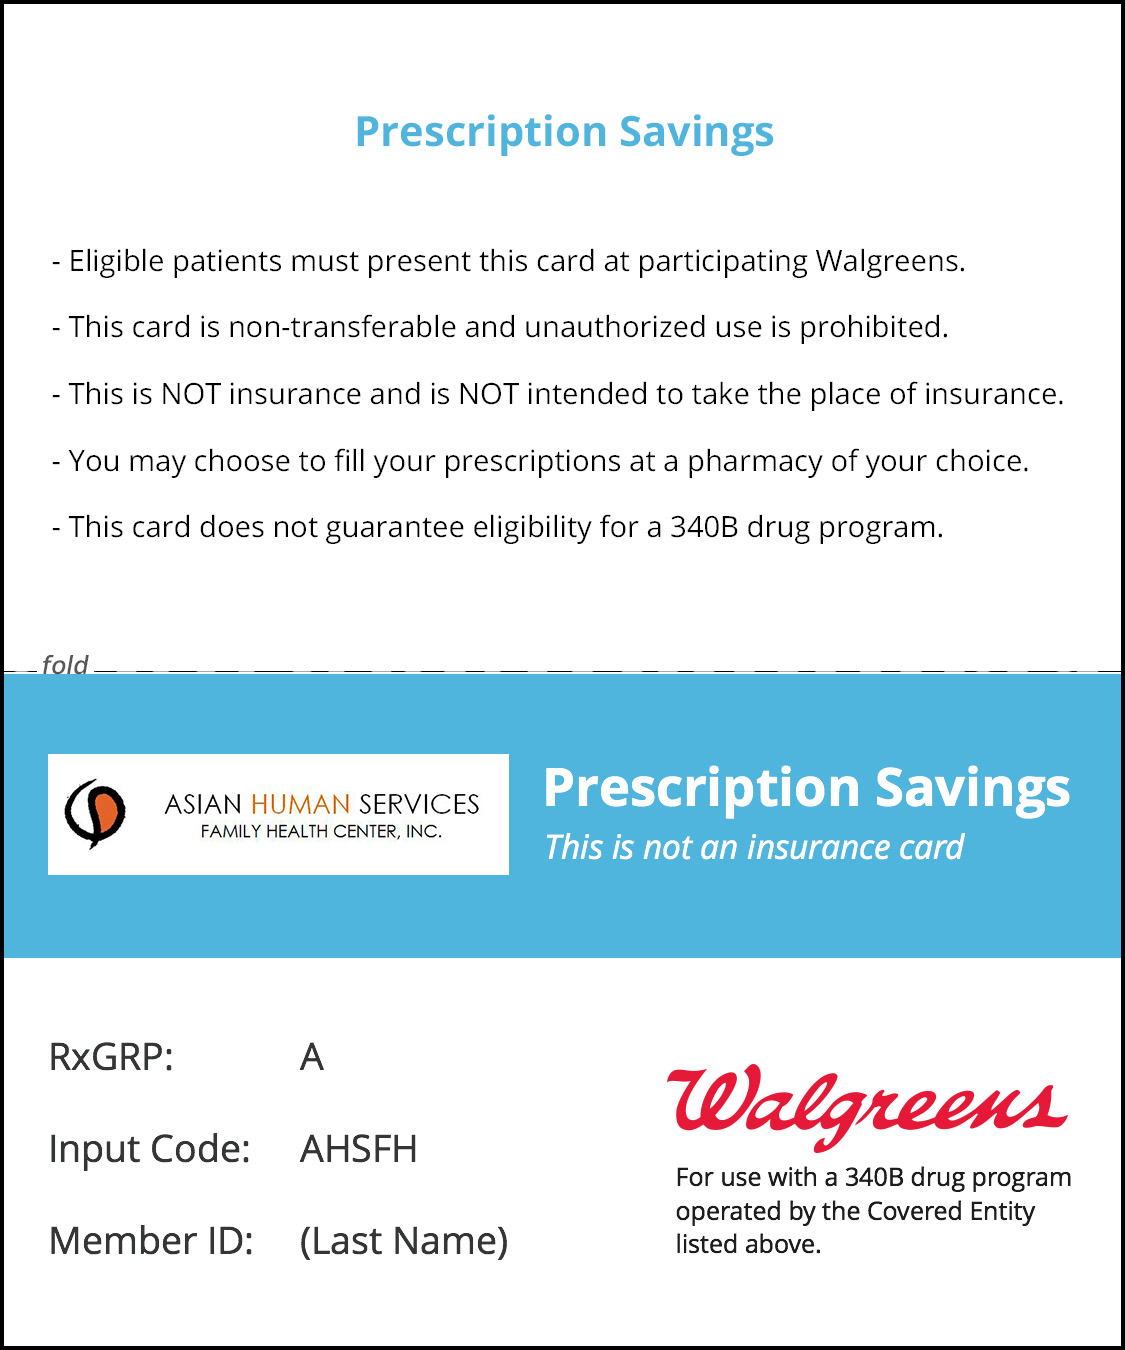 Prescription Savings
- Eligible patients must present this card at participating Walgreens.
- This card is non-transferable and unauthorized use is prohibited.
- This is NOT insurance and is NOT intended to take the place of insurance.
- You may choose to fill your prescriptions at a pharmacy of your choice.
- This card does not guarantee eligibility for a 340B drug program.
fold
ASIAN HUMAN SERVICES
FAMILY HEALTH CENTER, INC.
Prescription Savings
This is not an insurance card
RxGRP: A
Input Code: AHSFH
Member ID: (Last Name)
Walgreens
For use with a 340B drug program
operated by the Covered Entity
listed above.